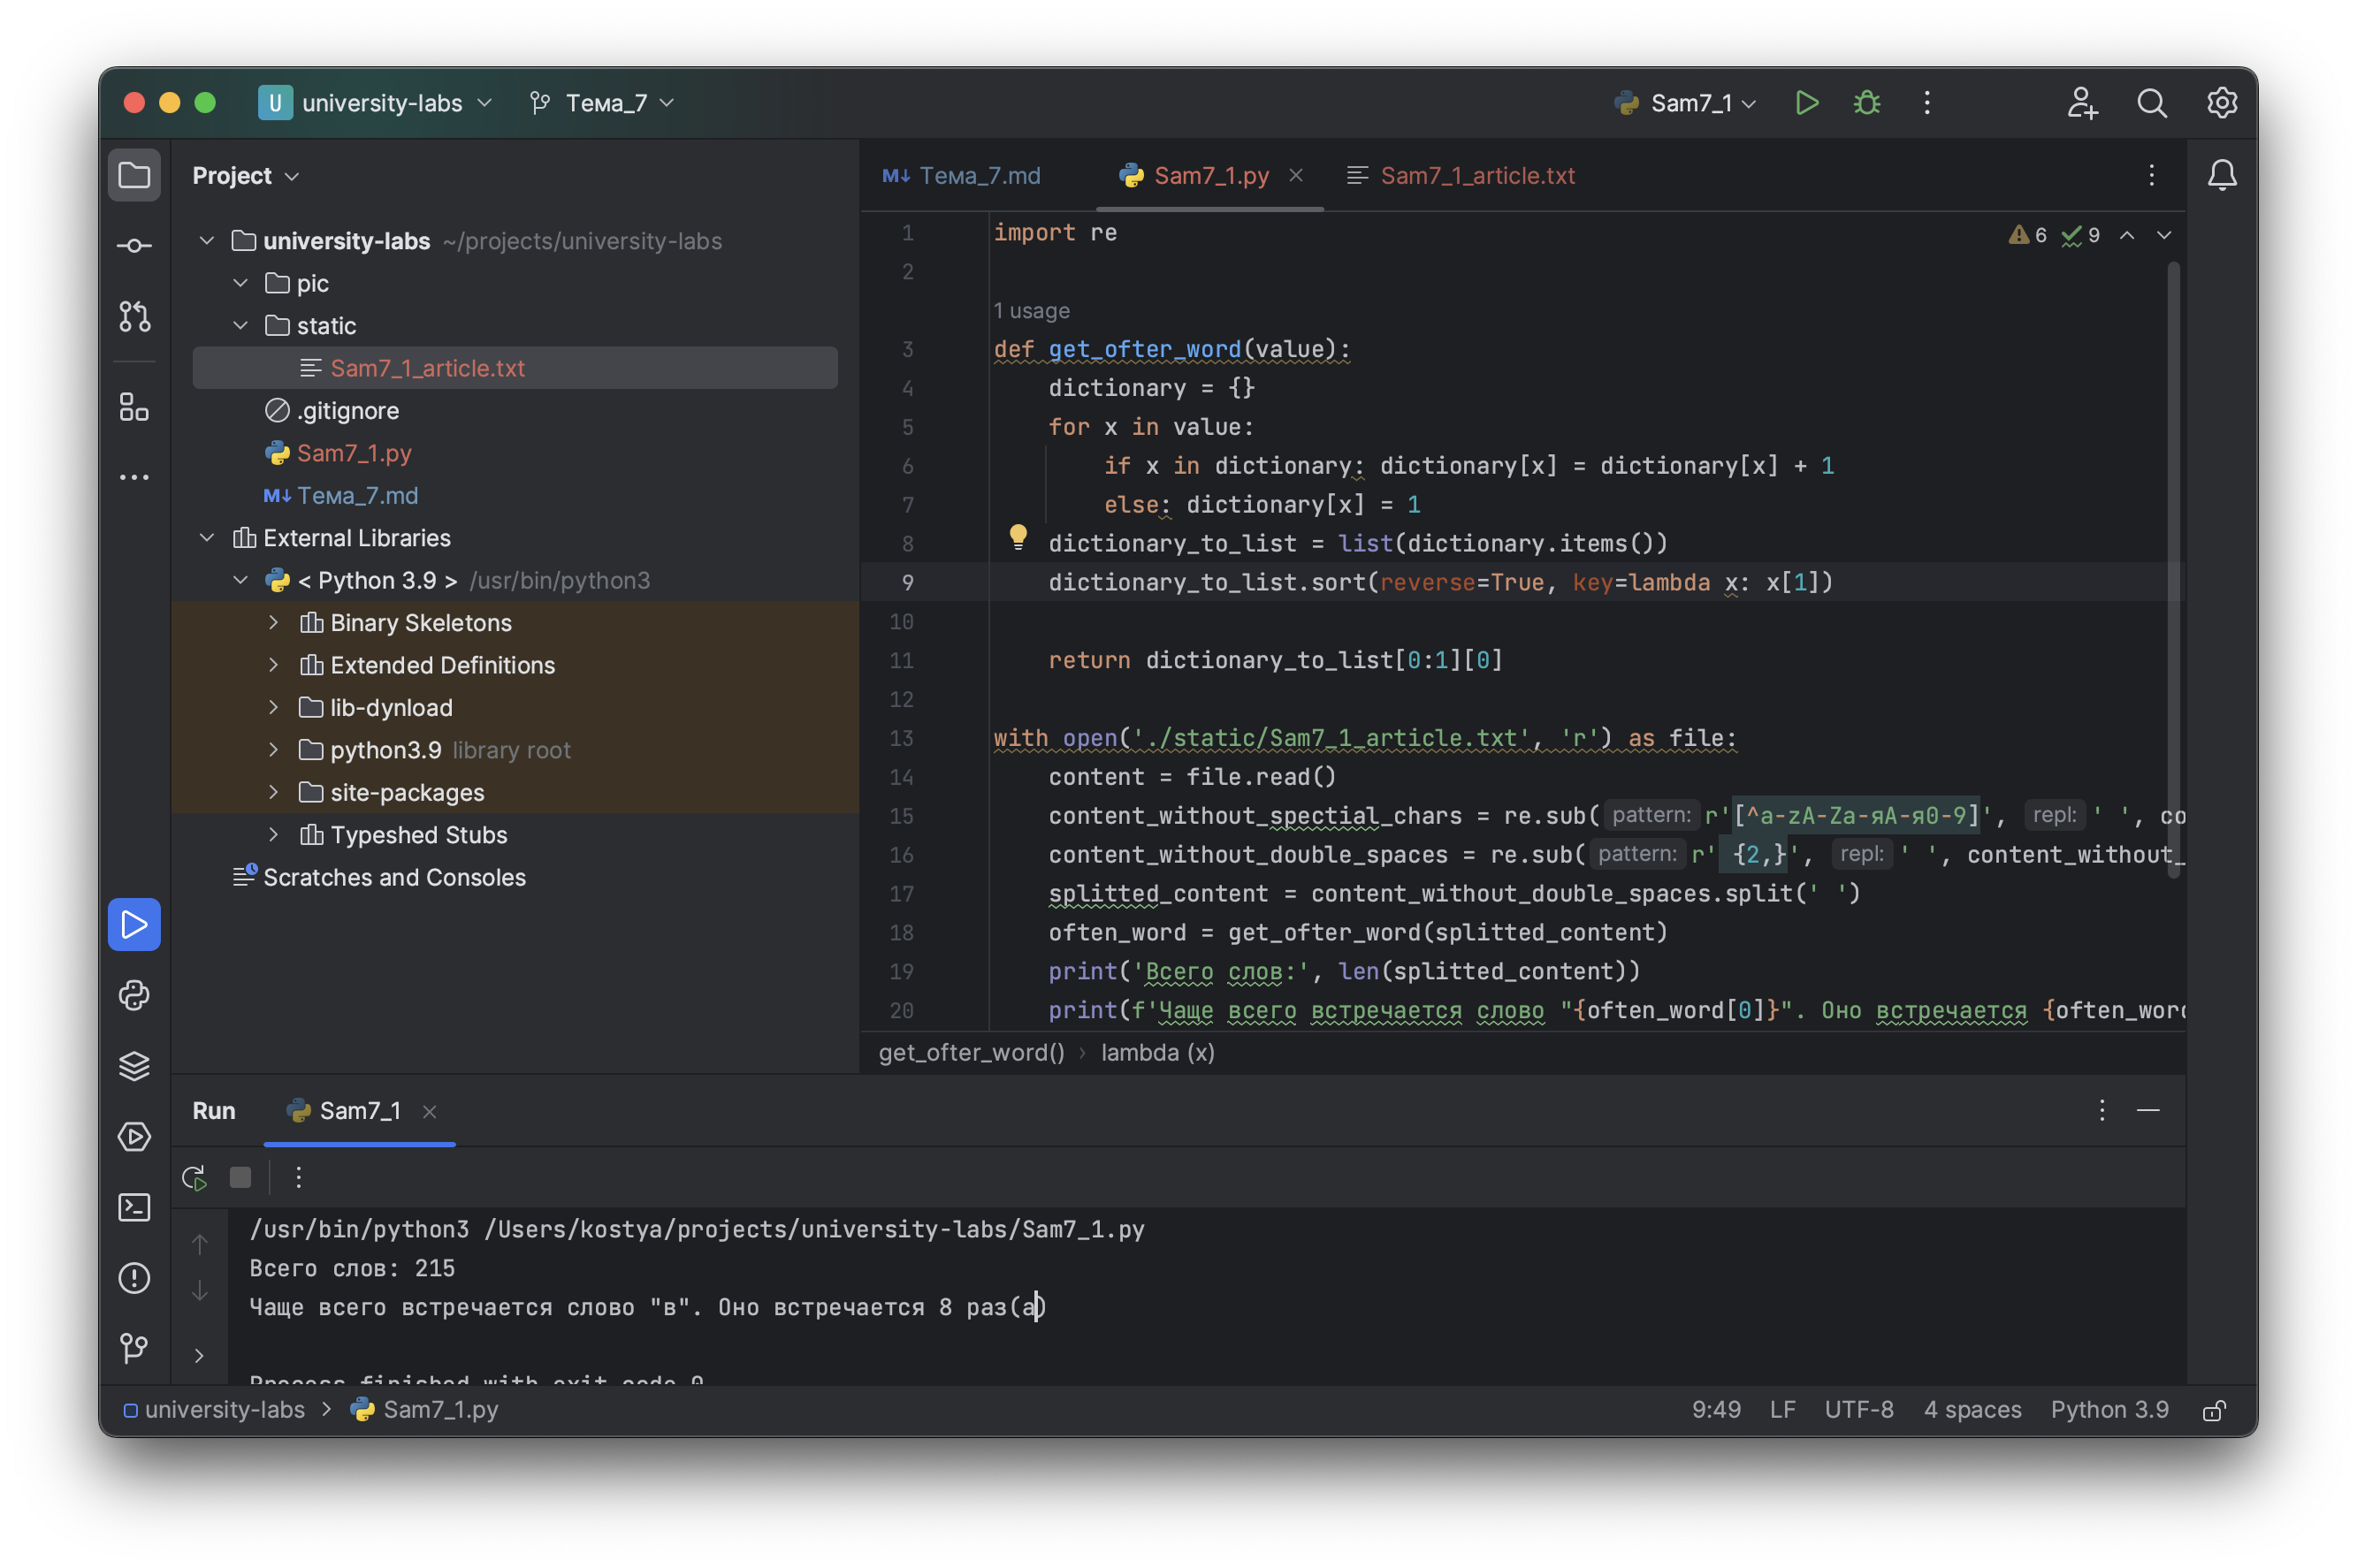 U university-labs Тема_7 Sam7_1
Project
university-labs ~/projects/university-labs
pic
static
Sam7_1_article.txt
.gitignore
Sam7_1.py
M↓ Тема_7.md
External Libraries
< Python 3.9 > /usr/bin/python3
Binary Skeletons
Extended Definitions
lib-dynload
python3.9 library root
site-packages
Typeshed Stubs
Scratches and Consoles
M↓ Тема_7.md Sam7_1.py Sam7_1_article.txt
6 9
1 import re
2
1 usage
3 def get_ofter_word(value):
4 dictionary = {}
5 for x in value:
6 if x in dictionary: dictionary[x] = dictionary[x] + 1
7 else: dictionary[x] = 1
8 dictionary_to_list = list(dictionary.items())
9 dictionary_to_list.sort(reverse=True, key=lambda x: x[1])
10
11 return dictionary_to_list[0:1][0]
12
13 with open('./static/Sam7_1_article.txt', 'r') as file:
14 content = file.read()
15 content_without_spectial_chars = re.sub( pattern: r'[^a-zA-Zа-яА-я0-9]', repl: ' ', co
16 content_without_double_spaces = re.sub( pattern: r' {2,}', repl: ' ', content_without_
17 splitted_content = content_without_double_spaces.split(' ')
18 often_word = get_ofter_word(splitted_content)
19 print('Всего слов:', len(splitted_content))
20 print(f'Чаще всего встречается слово "{often_word[0]}". Оно встречается {often_word
get_ofter_word() › lambda (x)
Run Sam7_1
/usr/bin/python3 /Users/kostya/projects/university-labs/Sam7_1.py
Всего слов: 215
Чаще всего встречается слово "в". Оно встречается 8 раз(а)
Process finished with exit code 0
university-labs > Sam7_1.py 9:49 LF UTF-8 4 spaces Python 3.9